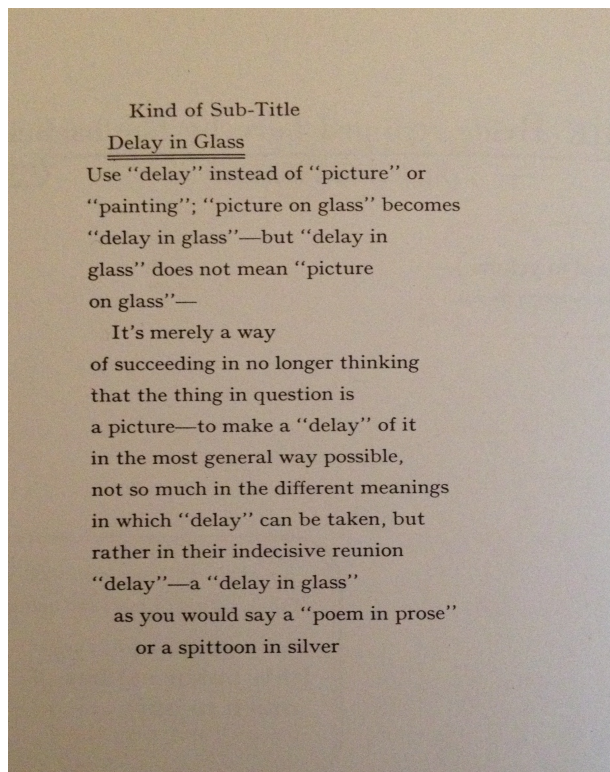 Kind of Sub-Title
Delay in Glass
Use “delay” instead of “picture” or
“painting”; “picture on glass” becomes
“delay in glass”—but “delay in
glass” does not mean “picture
on glass”—
It’s merely a way
of succeeding in no longer thinking
that the thing in question is
a picture—to make a “delay” of it
in the most general way possible,
not so much in the different meanings
in which “delay” can be taken, but
rather in their indecisive reunion
“delay”—a “delay in glass”
as you would say a “poem in prose”
or a spittoon in silver